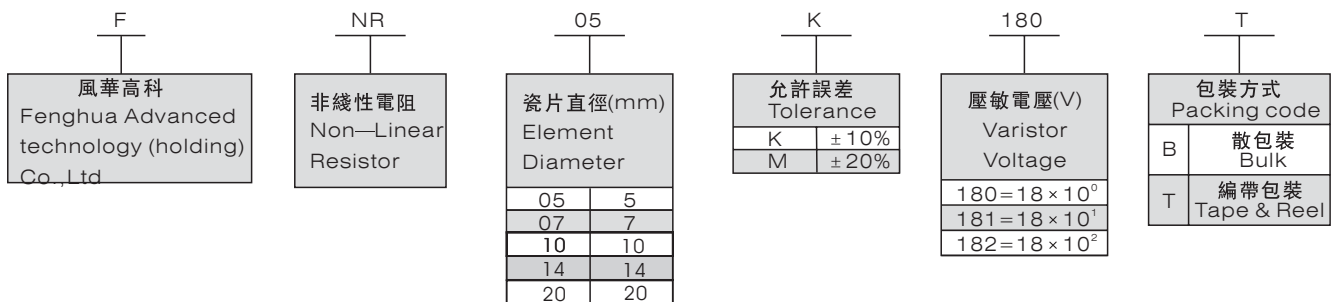 F NR 05 K 180 T
風華高科
Fenghua Advanced
technology (holding)
Co.,Ltd
非綫性電阻
Non—Linear
Resistor
瓷片直徑(mm)
Element
Diameter
05 5
07 7
10 10
14 14
20 20
允許誤差
Tolerance
K ±10%
M ±20%
壓敏電壓(V)
Varistor
Voltage
180=18×10⁰
181=18×10¹
182=18×10²
包裝方式
Packing code
B 散包裝
Bulk
T 編帶包裝
Tape & Reel